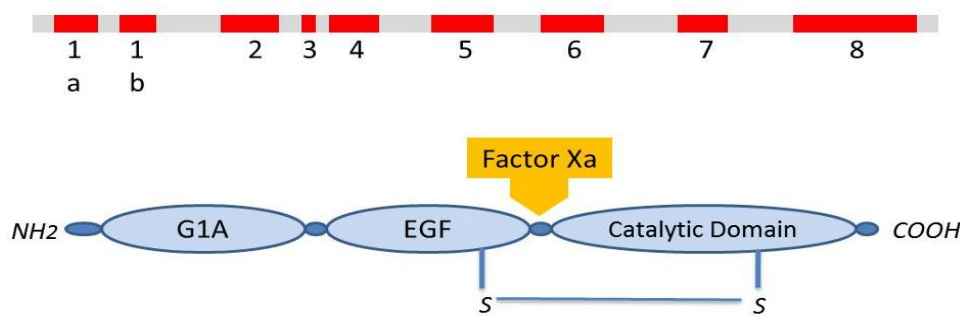 1 1 2 3 4 5 6 7 8
a b
Factor Xa
NH2 G1A EGF Catalytic Domain COOH
S S